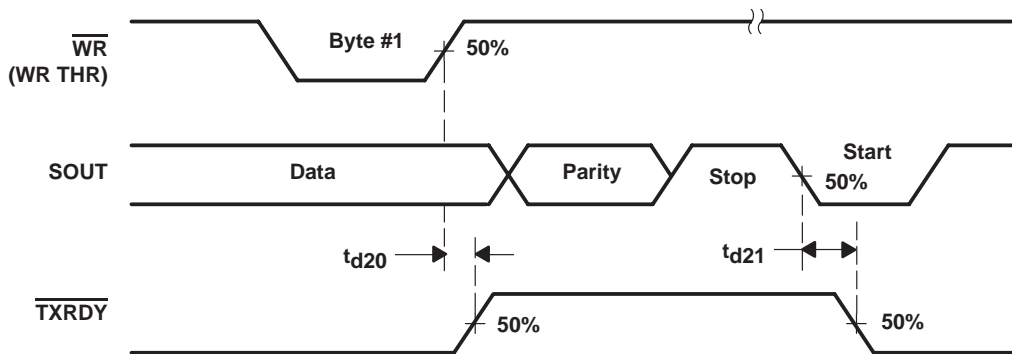 WR
(WR THR)
Byte #1
50%
SOUT
Data
Parity
Stop
Start
50%
td20
td21
TXRDY
50%
50%